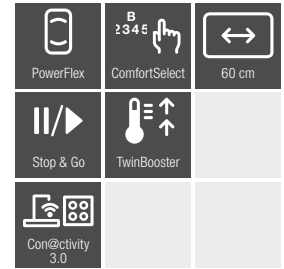 B
2345
PowerFlex
ComfortSelect
60 cm
Stop & Go
TwinBooster
Con@ctivity
3.0